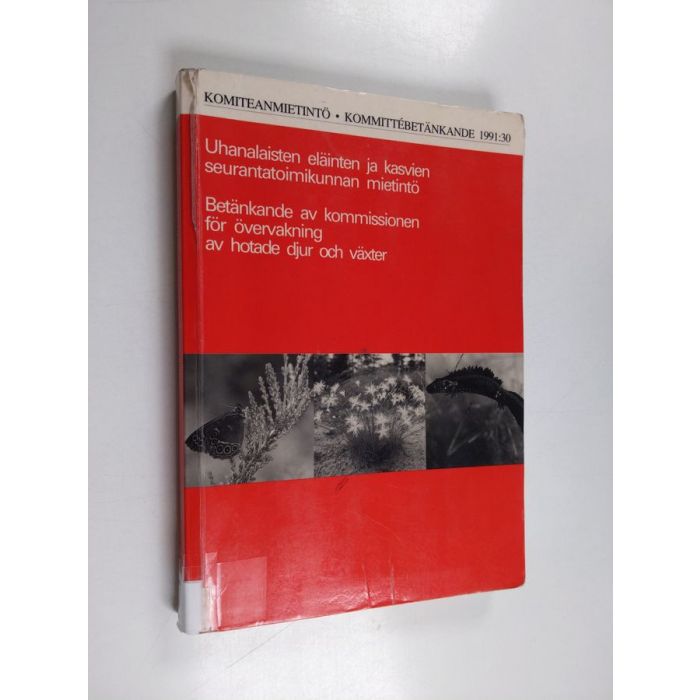 KOMITEANMIETINTÖ • KOMMITTÉBETÄNKANDE 1991:30
Uhanalaisten eläinten ja kasvien
seurantatoimikunnan mietintö
Betänkande av kommissionen
för övervakning
av hotade djur och växter